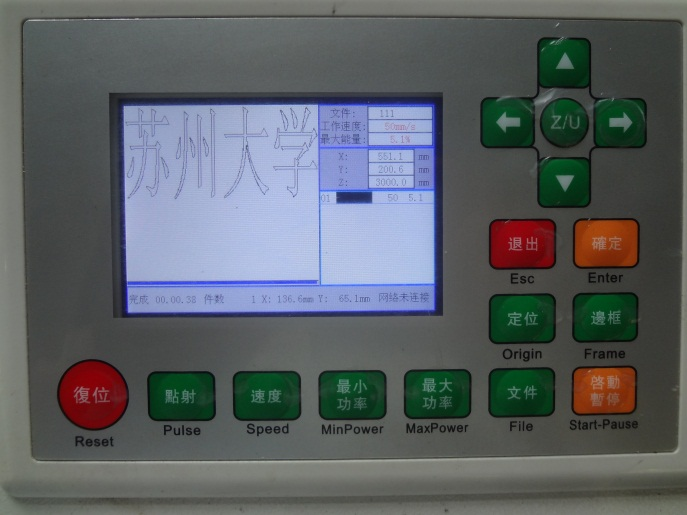 苏州大学
文件: 111
工作速度: 50mm/s
最大能量: 5.1%
X: 551.1 mm
Y: 200.6 mm
Z: 3000.0 mm
01 50 5.1
完成 00.00.38 件数 1 X: 136.6mm Y: 65.1mm 网络未连接
Z/U
退出 確定
Esc Enter
定位 邊框
Origin Frame
復位 點射 速度 最小功率 最大功率 文件 啓動暫停
Reset Pulse Speed MinPower MaxPower File Start-Pause